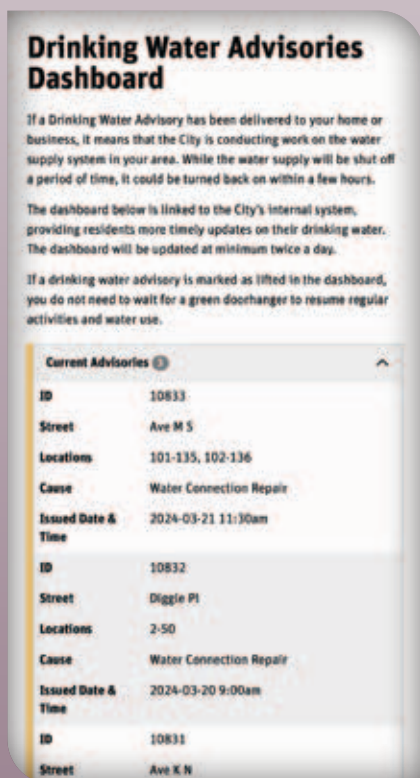 Drinking Water Advisories
Dashboard
If a Drinking Water Advisory has been delivered to your home or
business, it means that the City is conducting work on the water
supply system in your area. While the water supply will be shut off
a period of time, it could be turned back on within a few hours.
The dashboard below is linked to the City's internal system,
providing residents more timely updates on their drinking water.
The dashboard will be updated at minimum twice a day.
If a drinking water advisory is marked as lifted in the dashboard,
you do not need to wait for a green doorhanger to resume regular
activities and water use.
Current Advisories 3
ID 10833
Street Ave M S
Locations 101-135, 102-136
Cause Water Connection Repair
Issued Date & 2024-03-21 11:30am
Time
ID 10832
Street Diggle Pl
Locations 2-50
Cause Water Connection Repair
Issued Date & 2024-03-20 9:00am
Time
ID 10831
Street Ave K N